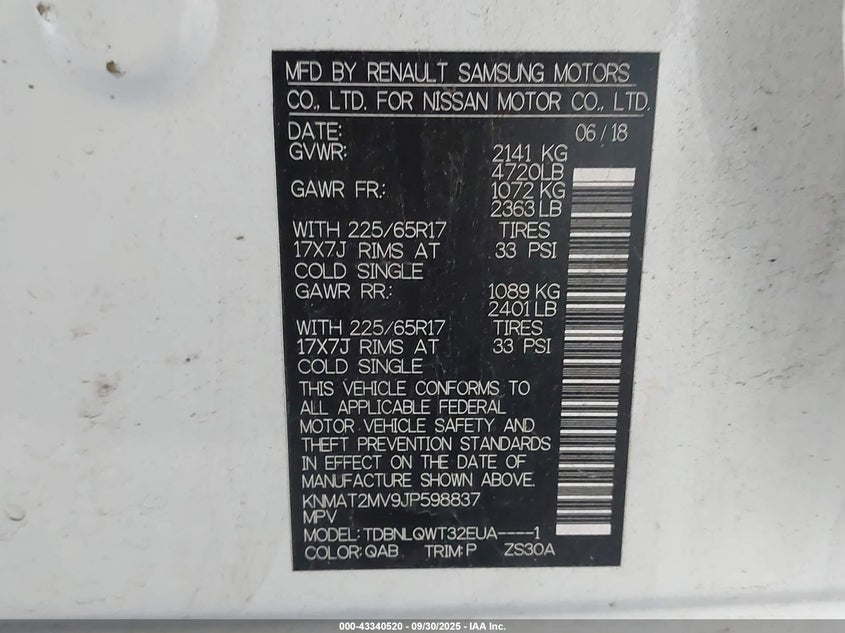 MFD BY RENAULT SAMSUNG MOTORS
CO., LTD. FOR NISSAN MOTOR CO., LTD.
DATE: 06 / 18
GVWR: 2141 KG
4720LB
GAWR FR.: 1072 KG
2363 LB
WITH 225/65R17 TIRES
17X7J RIMS AT 33 PSI
COLD SINGLE
GAWR RR.: 1089 KG
2401 LB
WITH 225/65R17 TIRES
17X7J RIMS AT 33 PSI
COLD SINGLE
THIS VEHICLE CONFORMS TO
ALL APPLICABLE FEDERAL
MOTOR VEHICLE SAFETY AND
THEFT PREVENTION STANDARDS
IN EFFECT ON THE DATE OF
MANUFACTURE SHOWN ABOVE.
KNMAT2MV9JP598837
MPV
MODEL: TDBNLQWT32EUA----1
COLOR: QAB TRIM: P ZS30A
000-43340520 - 09/30/2025 - IAA Inc.